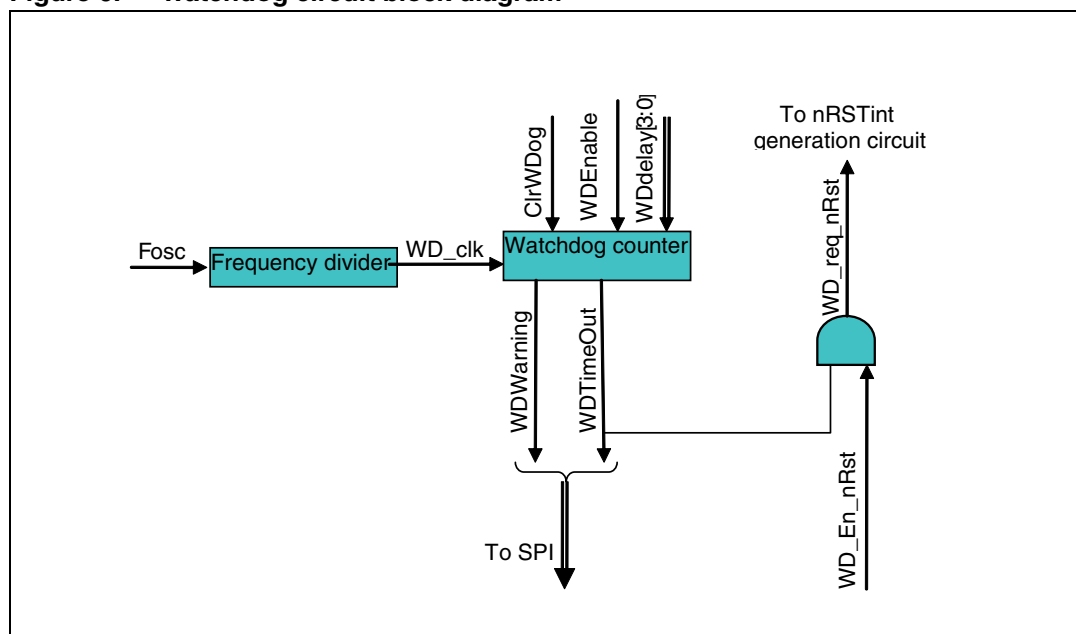 To nRSTint
generation circuit
ClrWDog
WDEnable
WDdelay[3:0]
WD_req_nRst
Fosc
Frequency divider
WD_clk
Watchdog counter
WDWarning
WDTimeOut
WD_En_nRst
To SPI